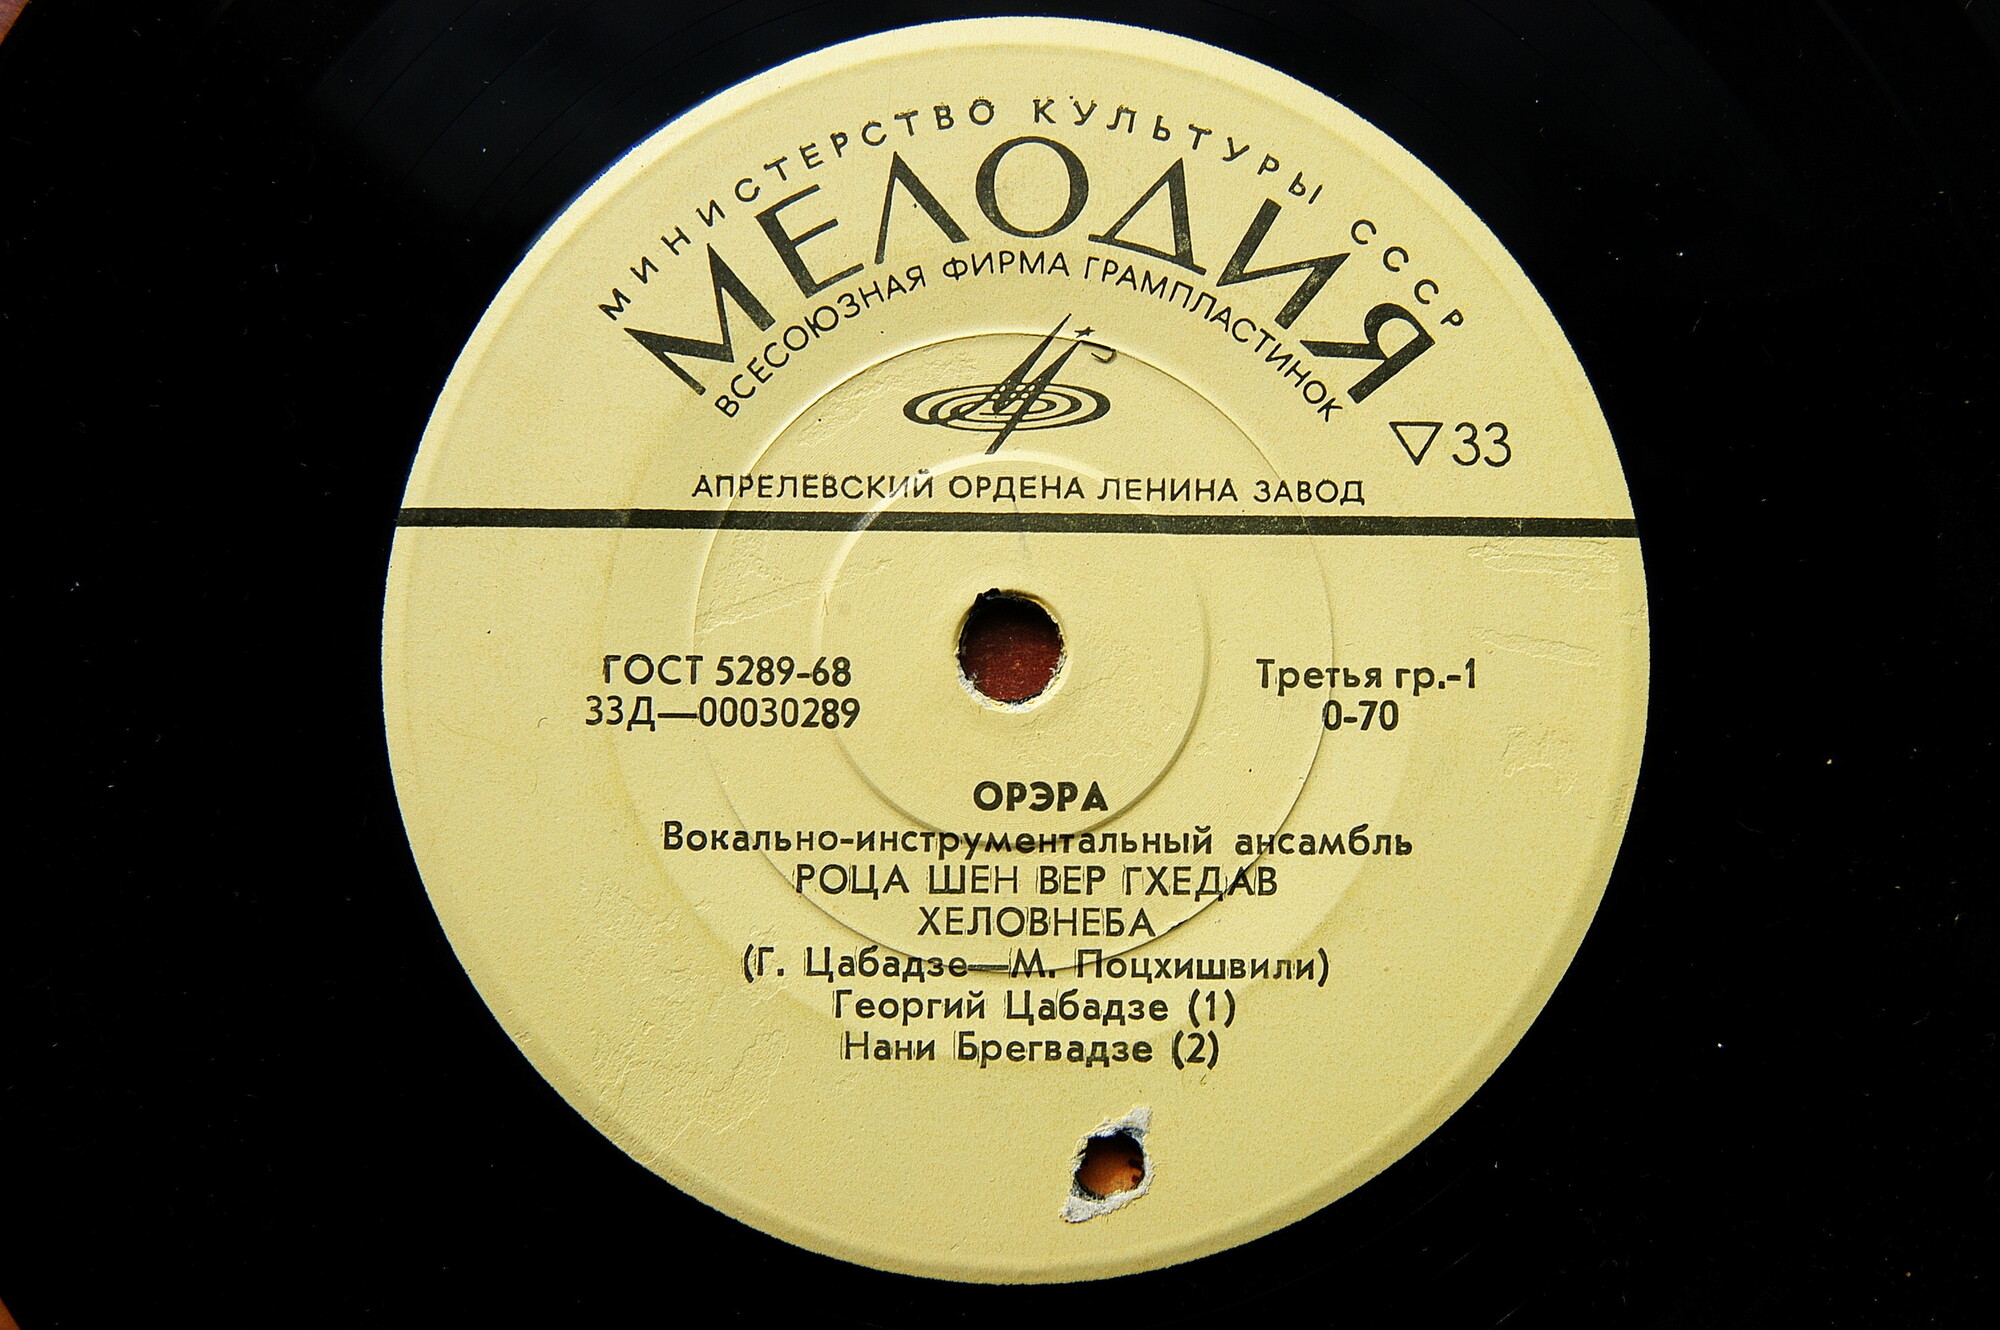 МИНИСТЕРСТВО КУЛЬТУРЫ СССР
МЕЛОДИЯ
ВСЕСОЮЗНАЯ ФИРМА ГРАМПЛАСТИНОК
▽33
АПРЕЛЕВСКИЙ ОРДЕНА ЛЕНИНА ЗАВОД
ГОСТ 5289-68
33Д—00030289
Третья гр.-1
0-70
ОРЭРА
Вокально-инструментальный ансамбль
РОЦА ШЕН ВЕР ГХЕДАВ
ХЕЛОВНЕБА
(Г. Цабадзе—М. Поцхишвили)
Георгий Цабадзе (1)
Нани Брегвадзе (2)